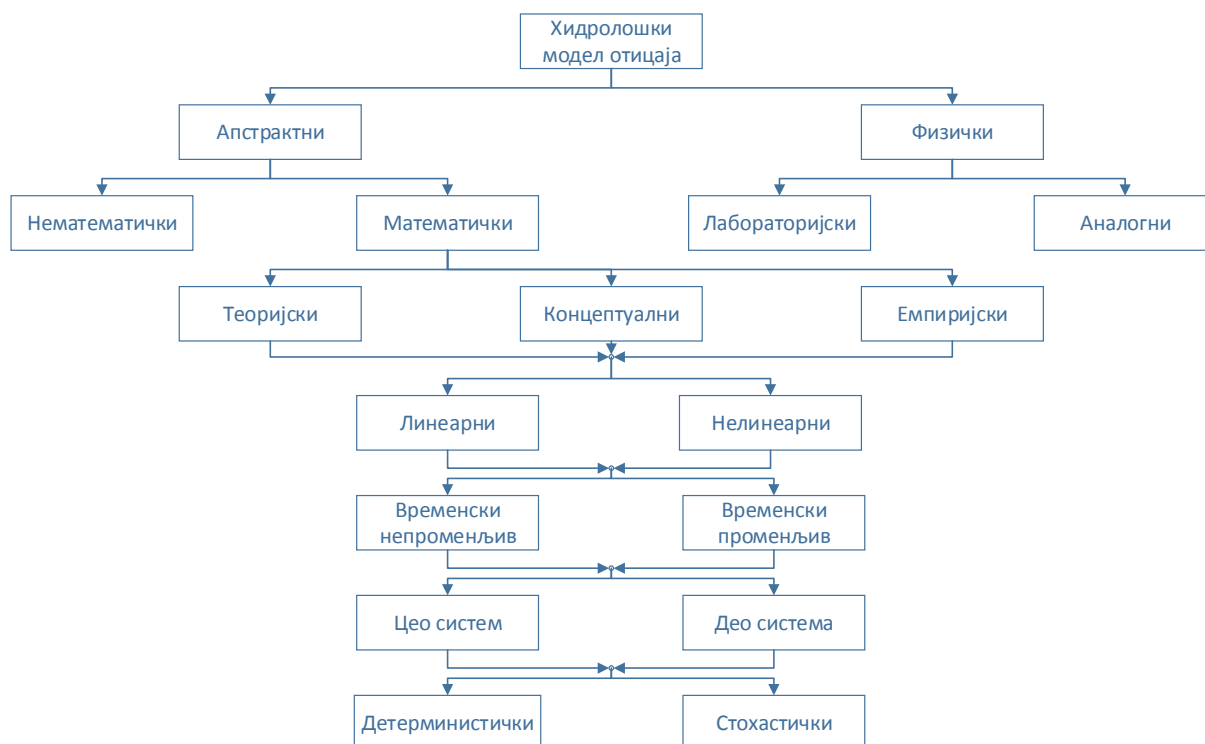 Хидролошки
модел отицаја
Апстрактни
Физички
Нематематички
Математички
Лабораторијски
Аналогни
Теоријски
Концептуални
Емпиријски
Линеарни
Нелинеарни
Временски
непроменљив
Временски
променљив
Цео систем
Део система
Детерминистички
Стохастички